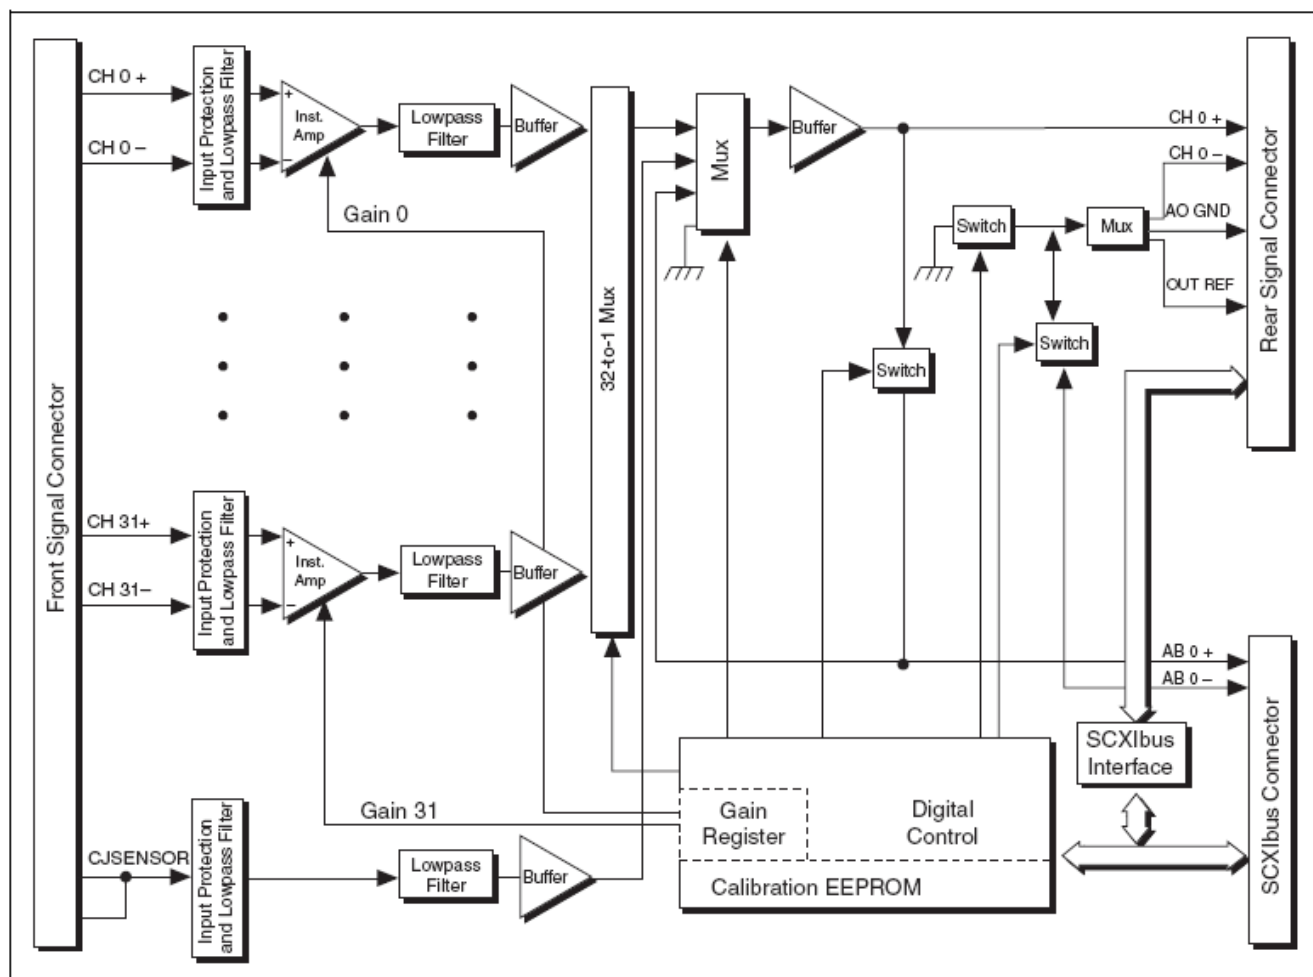 Front Signal Connector
CH 0 +
CH 0 –
Input Protection
and Lowpass Filter
+
–
Inst.
Amp
Lowpass
Filter
Buffer
Gain 0
32-to-1 Mux
Mux
Buffer
Switch
Mux
Switch
Switch
CH 0 +
CH 0 –
AO GND
OUT REF
Rear Signal Connector
CH 31+
CH 31–
Input Protection
and Lowpass Filter
+
–
Inst.
Amp
Lowpass
Filter
Buffer
Gain 31
CJSENSOR
Input Protection
and Lowpass Filter
Lowpass
Filter
Buffer
Gain
Register
Digital
Control
Calibration EEPROM
AB 0 +
AB 0 –
SCXIbus
Interface
SCXIbus Connector